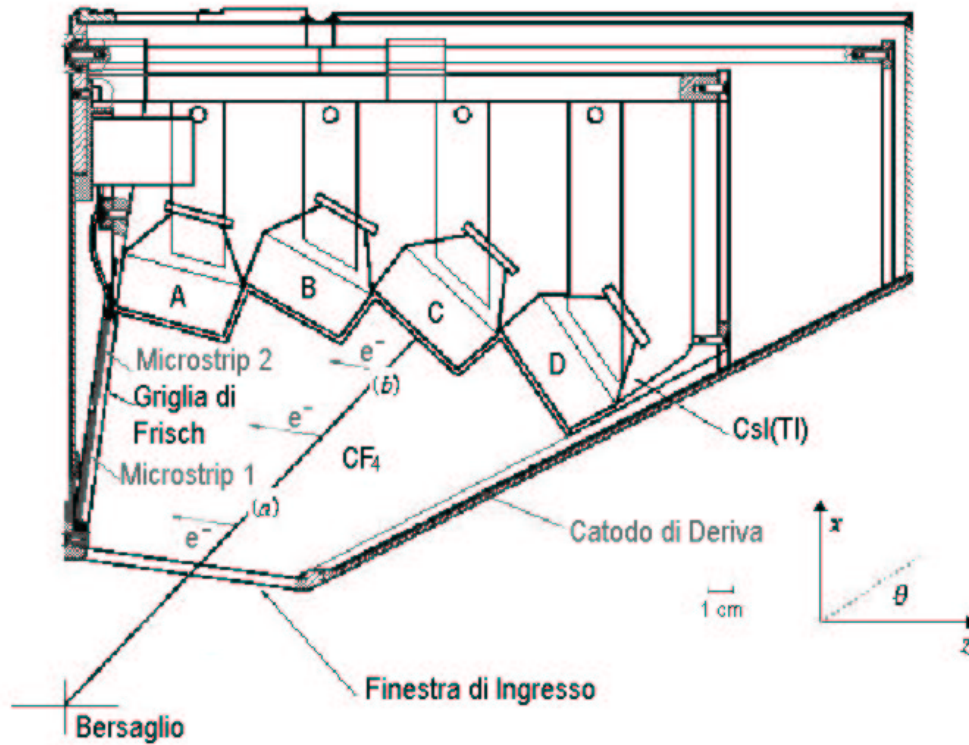 A
B
C
D
e⁻
(b)
Microstrip 2
Griglia di
Frisch
e⁻
CF₄
CsI(Tl)
Microstrip 1
(a)
e⁻
Catodo di Deriva
x
θ
1 cm
z
Finestra di Ingresso
Bersaglio